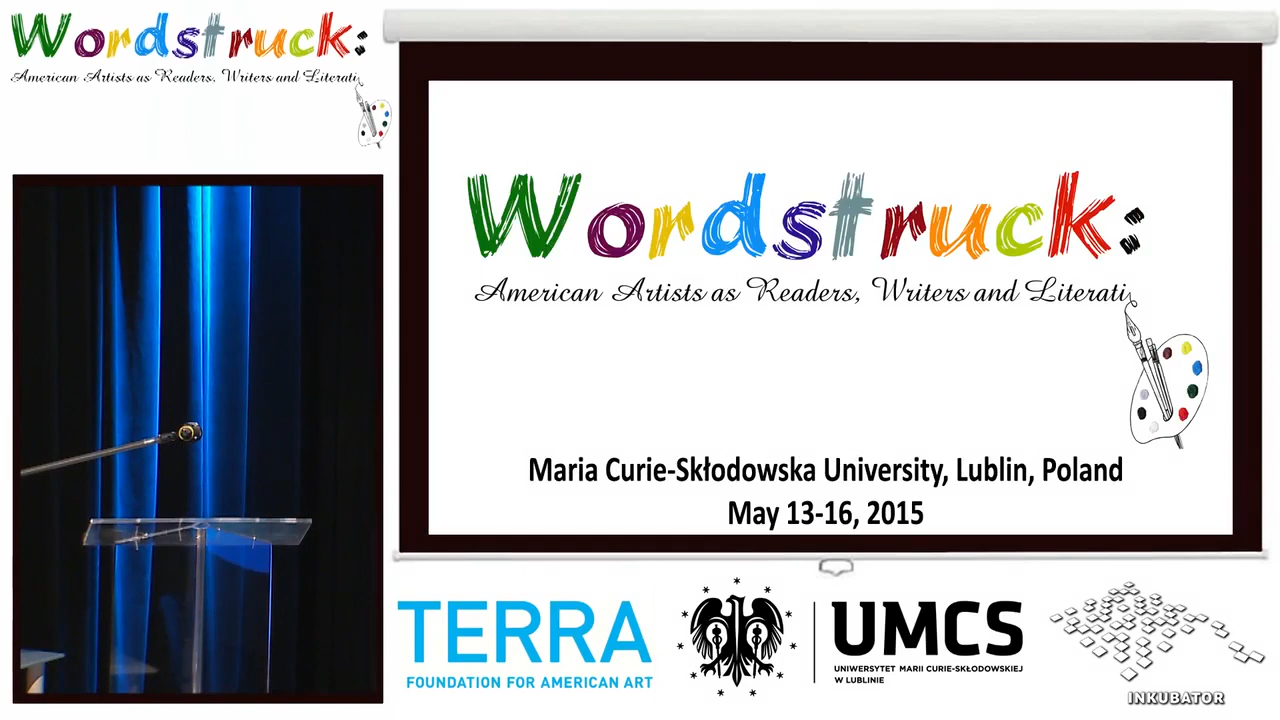 Wordstruck:
American Artists as Readers, Writers and Literati
Wordstruck:
American Artists as Readers, Writers and Literati
Maria Curie-Skłodowska University, Lublin, Poland
May 13-16, 2015
TERRA
FOUNDATION FOR AMERICAN ART
UMCS
UNIWERSYTET MARII CURIE-SKŁODOWSKIEJ
W LUBLINIE
INKUBATOR